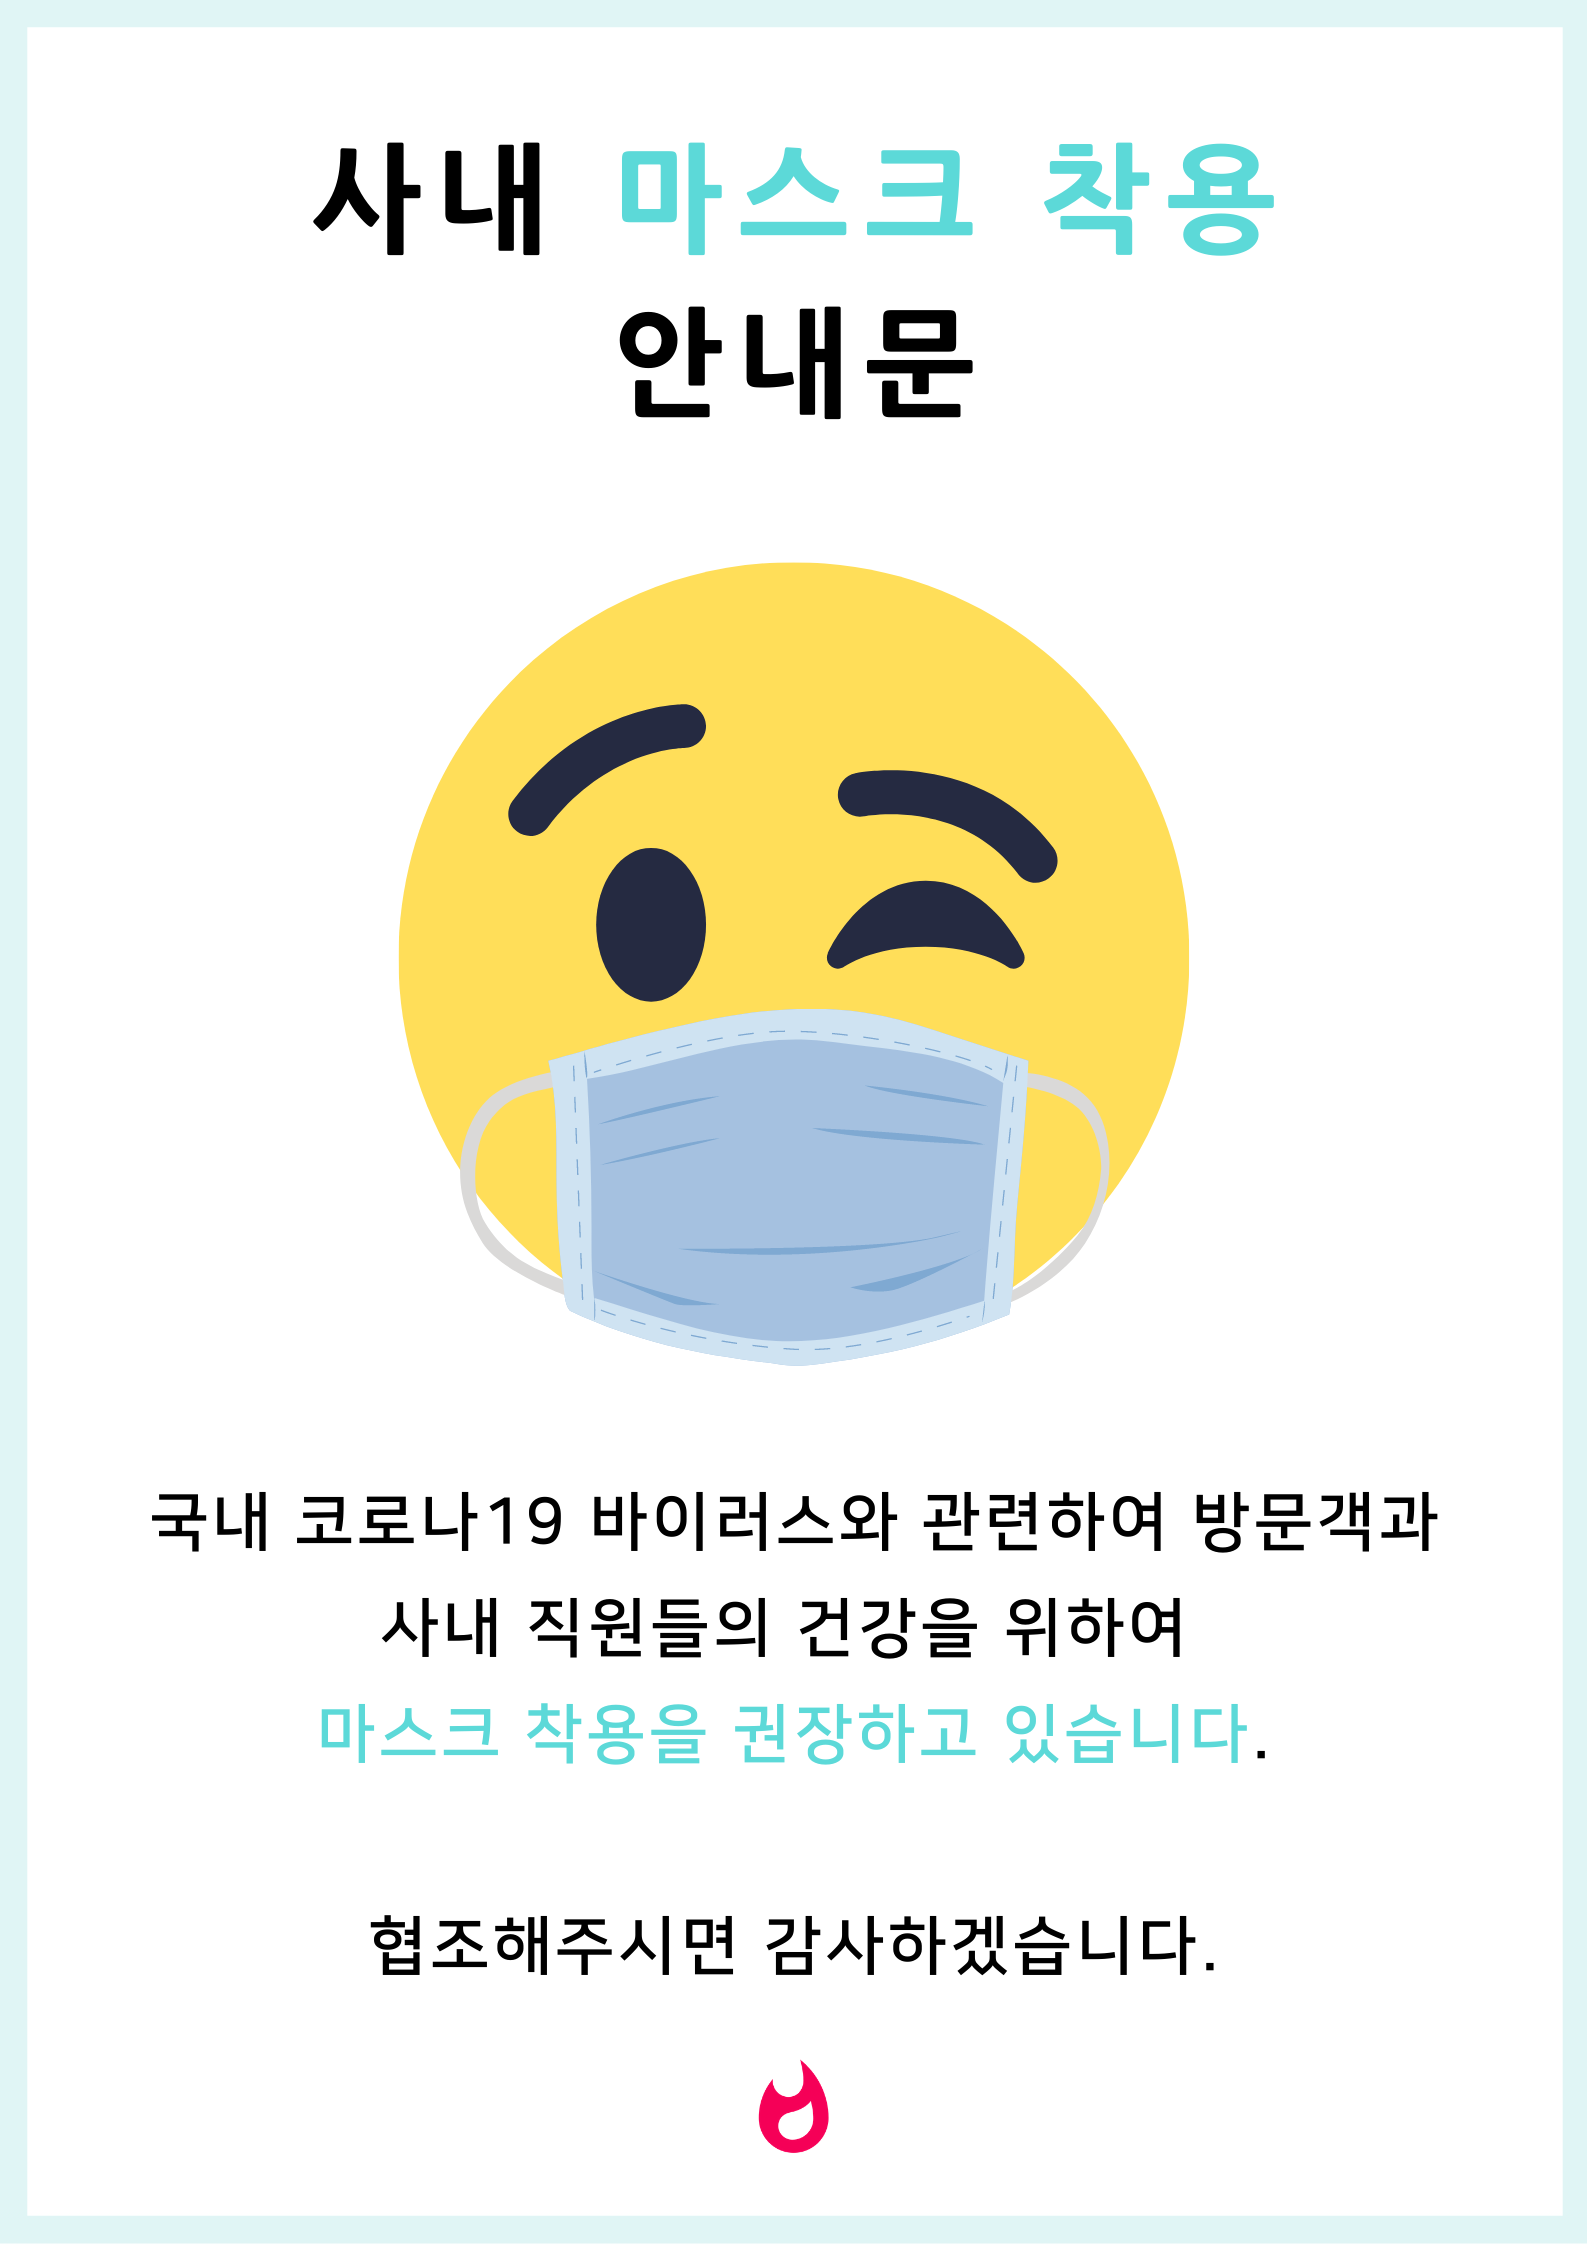 사내 마스크 착용
안내문
국내 코로나19 바이러스와 관련하여 방문객과
사내 직원들의 건강을 위하여
마스크 착용을 권장하고 있습니다.
협조해주시면 감사하겠습니다.